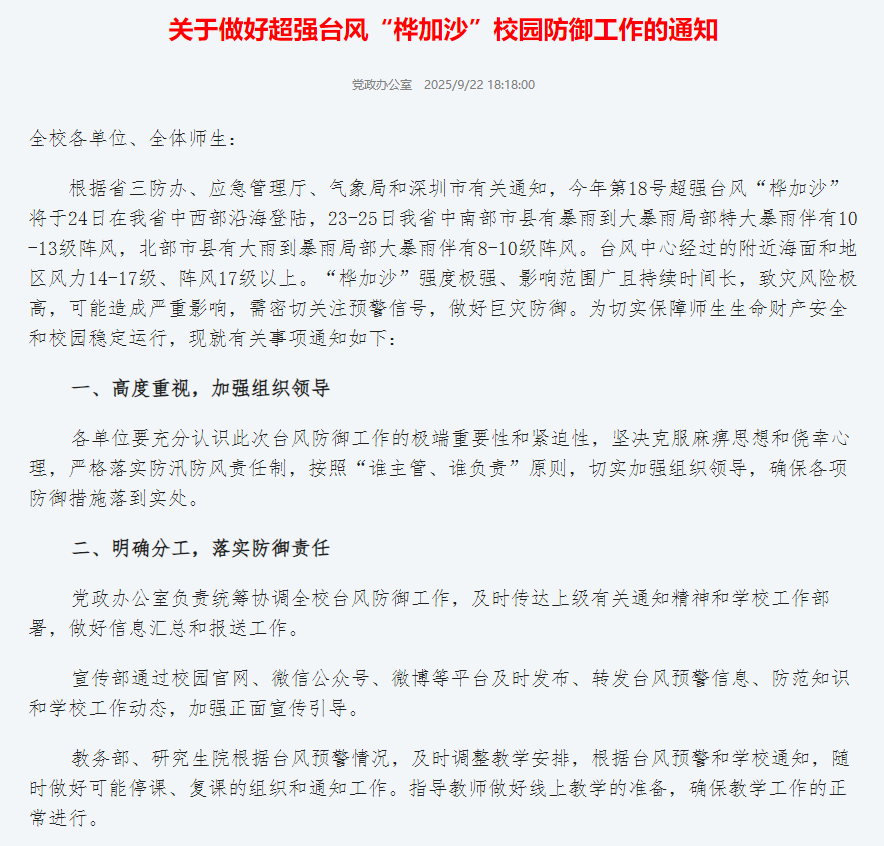 关于做好超强台风“桦加沙”校园防御工作的通知
党政办公室 2025/9/22 18:18:00
全校各单位、全体师生：
根据省三防办、应急管理厅、气象局和深圳市有关通知，今年第18号超强台风“桦加沙”
将于24日在我省中西部沿海登陆，23-25日我省中南部市县有暴雨到大暴雨局部特大暴雨伴有10
-13级阵风，北部市县有大雨到暴雨局部大暴雨伴有8-10级阵风。台风中心经过的附近海面和地
区风力14-17级、阵风17级以上。“桦加沙”强度极强、影响范围广且持续时间长，致灾风险极
高，可能造成严重影响，需密切关注预警信号，做好巨灾防御。为切实保障师生生命财产安全
和校园稳定运行，现就有关事项通知如下：
一、高度重视，加强组织领导
各单位要充分认识此次台风防御工作的极端重要性和紧迫性，坚决克服麻痹思想和侥幸心
理，严格落实防汛防风责任制，按照“谁主管、谁负责”原则，切实加强组织领导，确保各项
防御措施落到实处。
二、明确分工，落实防御责任
党政办公室负责统筹协调全校台风防御工作，及时传达上级有关通知精神和学校工作部
署，做好信息汇总和报送工作。
宣传部通过校园官网、微信公众号、微博等平台及时发布、转发台风预警信息、防范知识
和学校工作动态，加强正面宣传引导。
教务部、研究生院根据台风预警情况，及时调整教学安排，根据台风预警和学校通知，随
时做好可能停课、复课的组织和通知工作。指导教师做好线上教学的准备，确保教学工作的正
常进行。